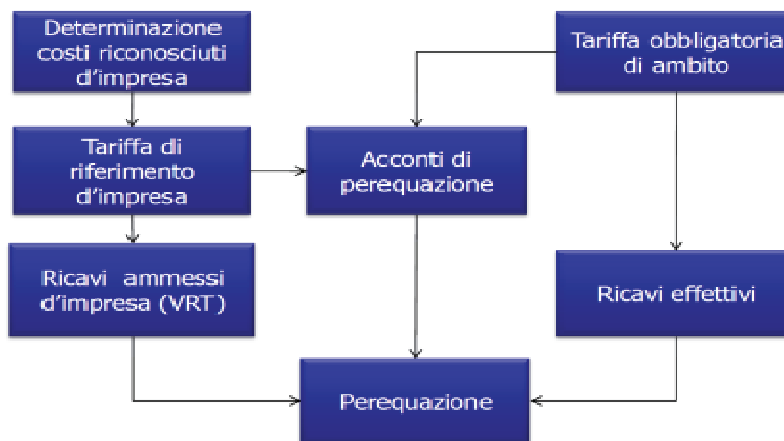 Determinazione
costi riconosciuti
d'impresa
Tariffa obbligatoria
di ambito
Tariffa di
riferimento
d'impresa
Acconti di
perequazione
Ricavi ammessi
d'impresa (VRT)
Ricavi effettivi
Perequazione